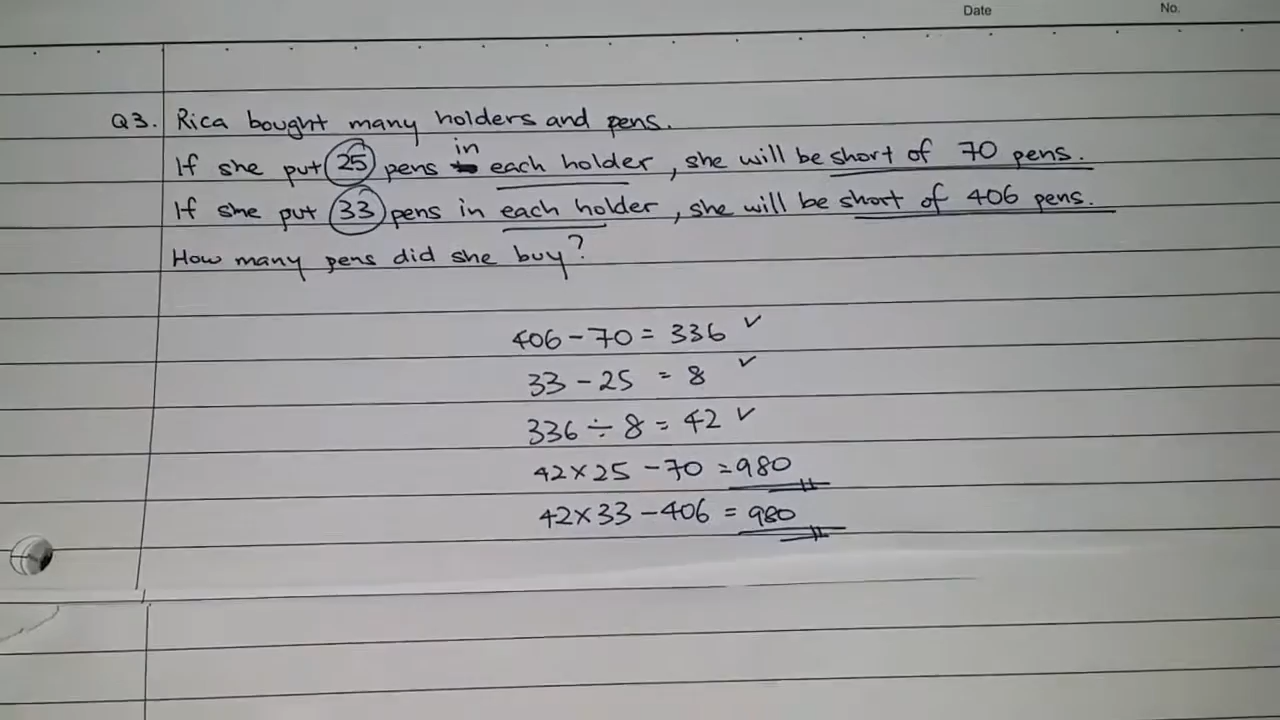 Date No.
Q3. Rica bought many holders and pens.
If she put 25 pens in each holder, she will be short of 70 pens.
If she put 33 pens in each holder, she will be short of 406 pens.
How many pens did she buy?
406 - 70 = 336 ✓
33 - 25 = 8 ✓
336 ÷ 8 = 42 ✓
42 × 25 - 70 = 980
42 × 33 - 406 = 980